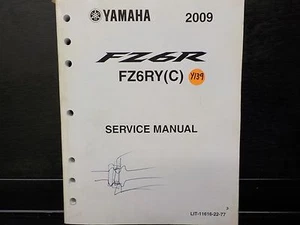 YAMAHA 2009
FZ6R
FZ6RY(C) Y139
SERVICE MANUAL
LIT-11616-22-77